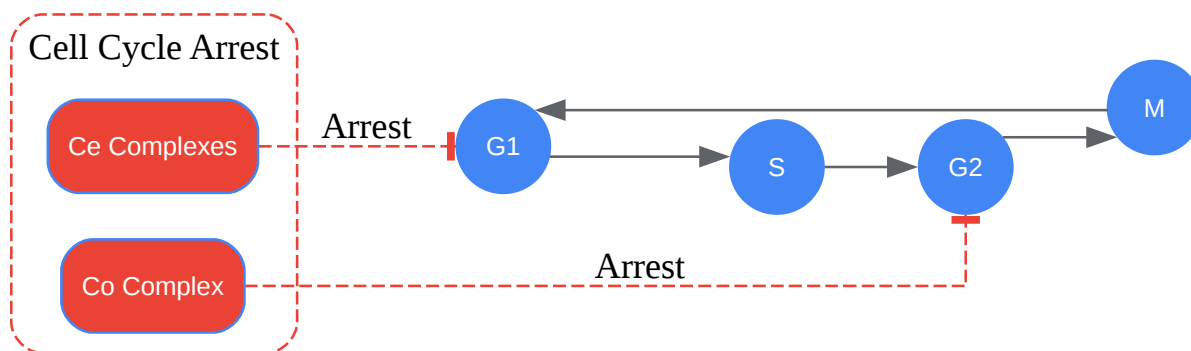 Cell Cycle Arrest
Ce Complexes
Arrest
G1
S
G2
M
Co Complex
Arrest